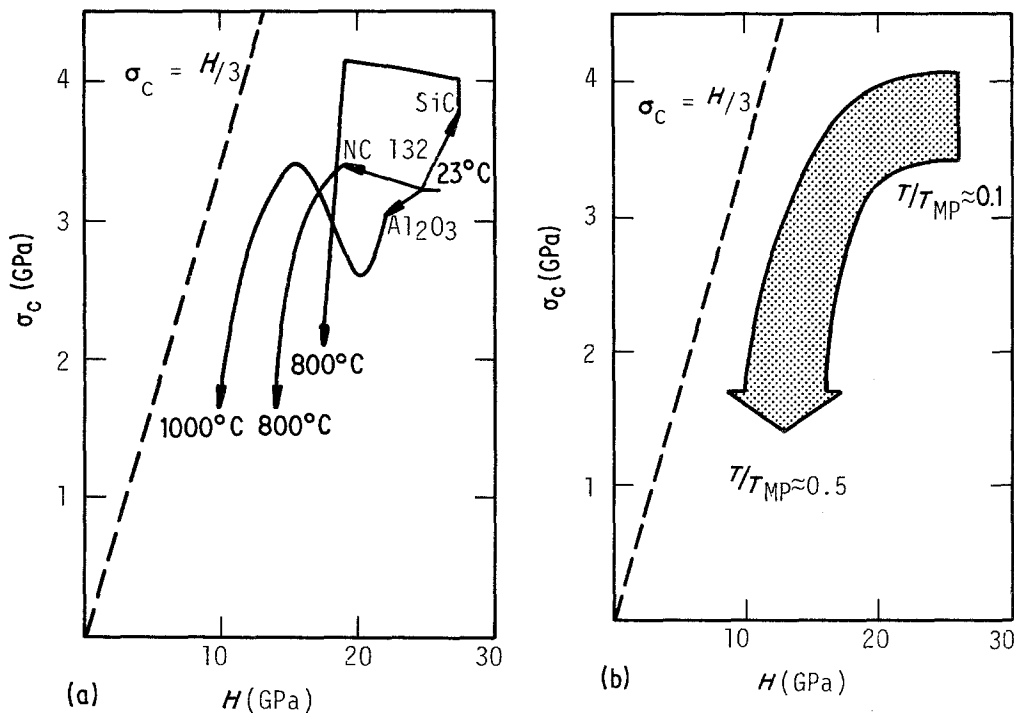 σc = H/3
4
SiC
NC 132
23°C
Al2O3
3
σc (GPa)
2
800°C
1000°C
800°C
1
10
20
30
(a)
H (GPa)
σc = H/3
4
T/TMP≈0.1
3
σc (GPa)
2
T/TMP≈0.5
1
10
20
30
(b)
H (GPa)